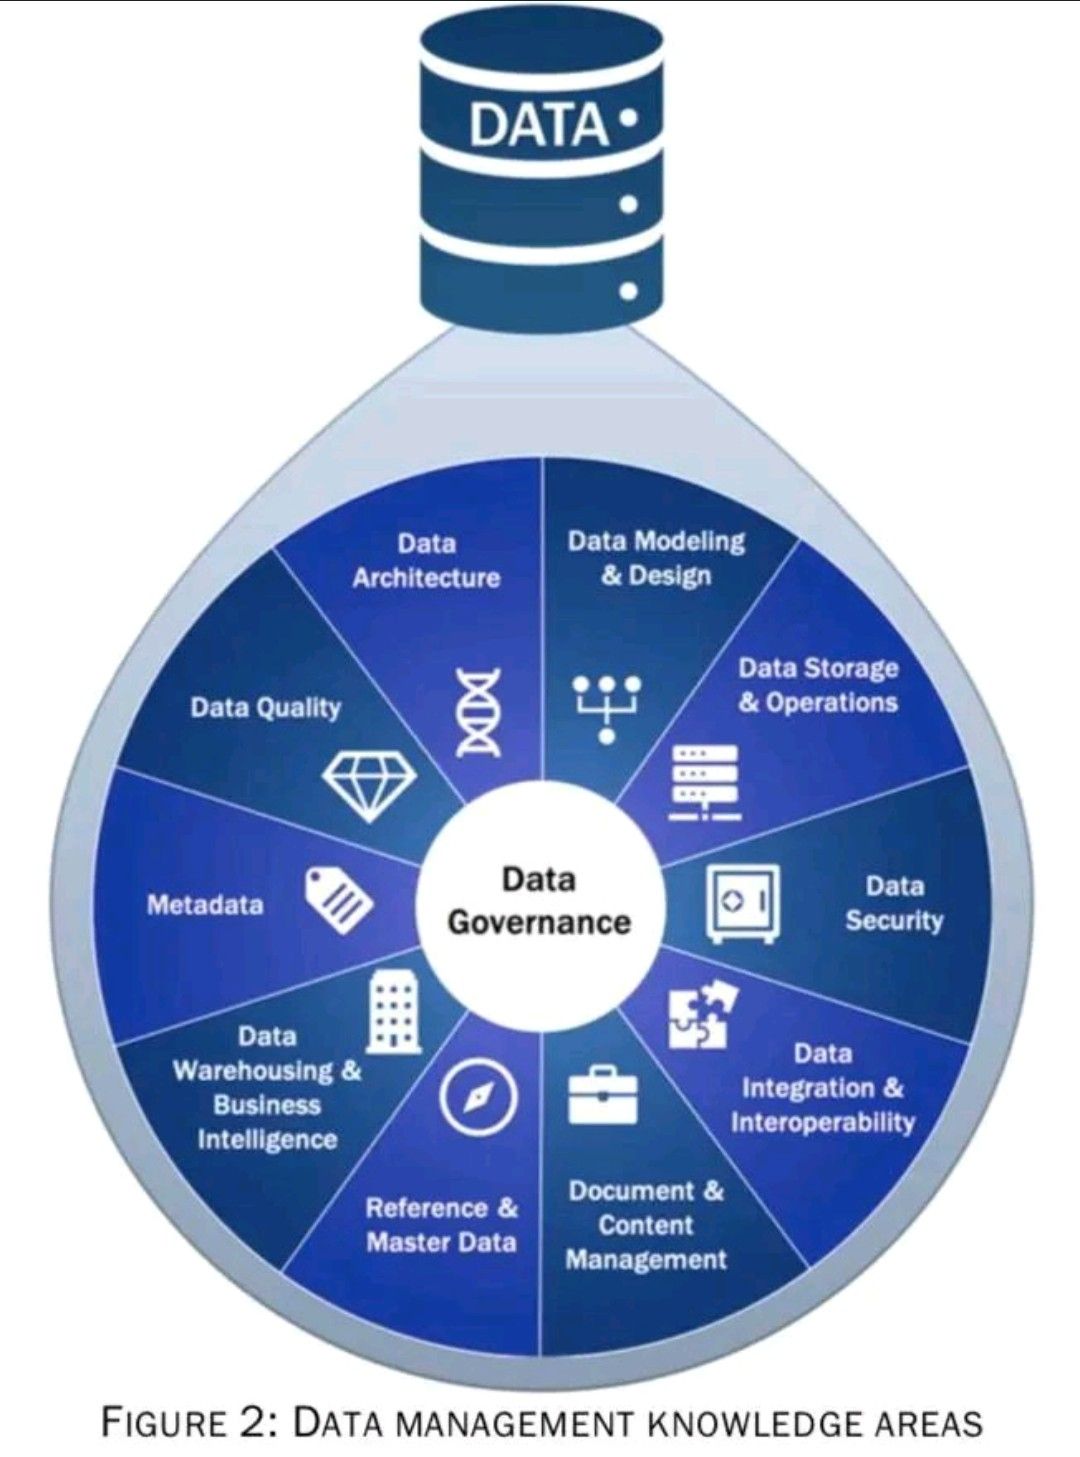 DATA
Data
Architecture
Data Modeling
& Design
Data Storage
& Operations
Data Quality
Data
Security
Metadata
Data
Governance
Data
Integration &
Interoperability
Data
Warehousing &
Business
Intelligence
Reference &
Master Data
Document &
Content
Management
FIGURE 2: DATA MANAGEMENT KNOWLEDGE AREAS